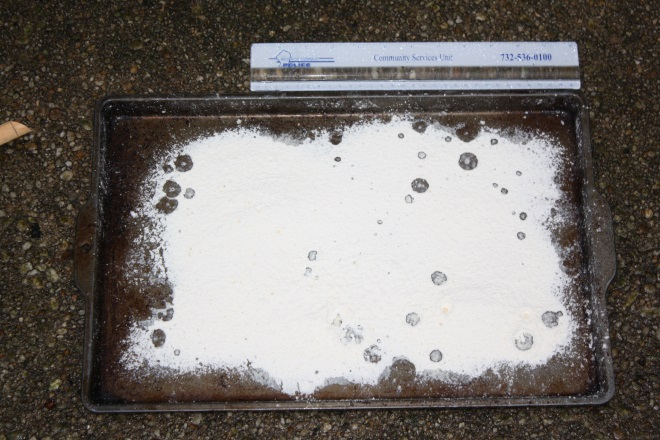 Community Services Unit
732-536-0100
POLICE